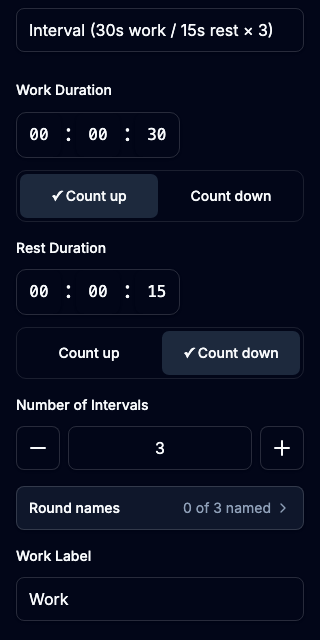 Interval (30s work / 15s rest × 3)
Work Duration
00 : 00 : 30
✓ Count up Count down
Rest Duration
00 : 00 : 15
Count up ✓ Count down
Number of Intervals
− 3 +
Round names 0 of 3 named >
Work Label
Work